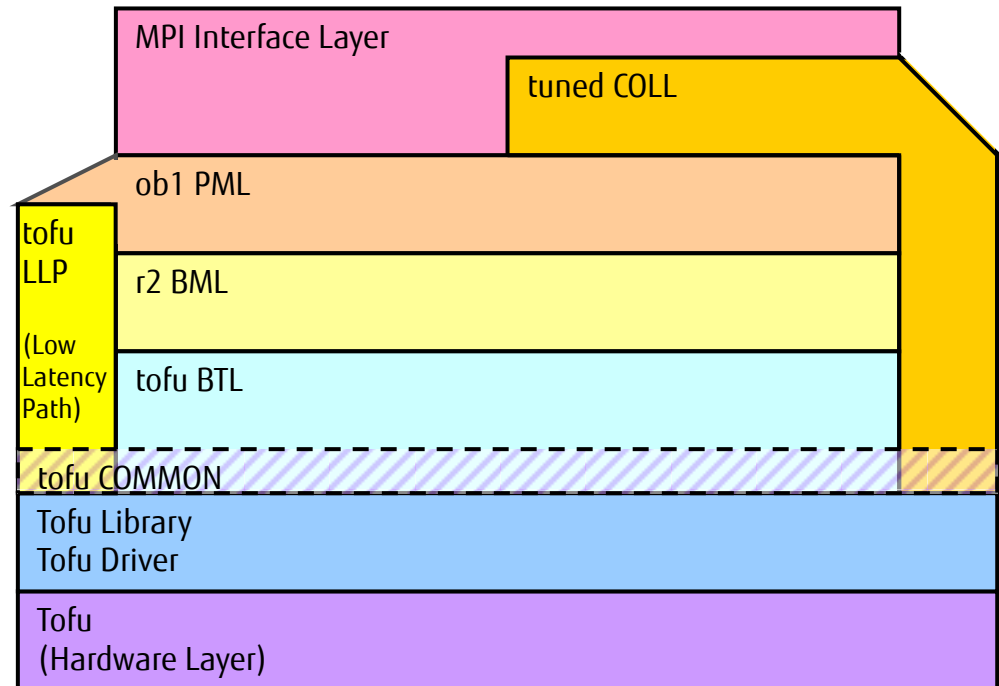 MPI Interface Layer
tuned COLL
ob1 PML
tofu
LLP
(Low
Latency
Path)
r2 BML
tofu BTL
tofu COMMON
Tofu Library
Tofu Driver
Tofu
(Hardware Layer)